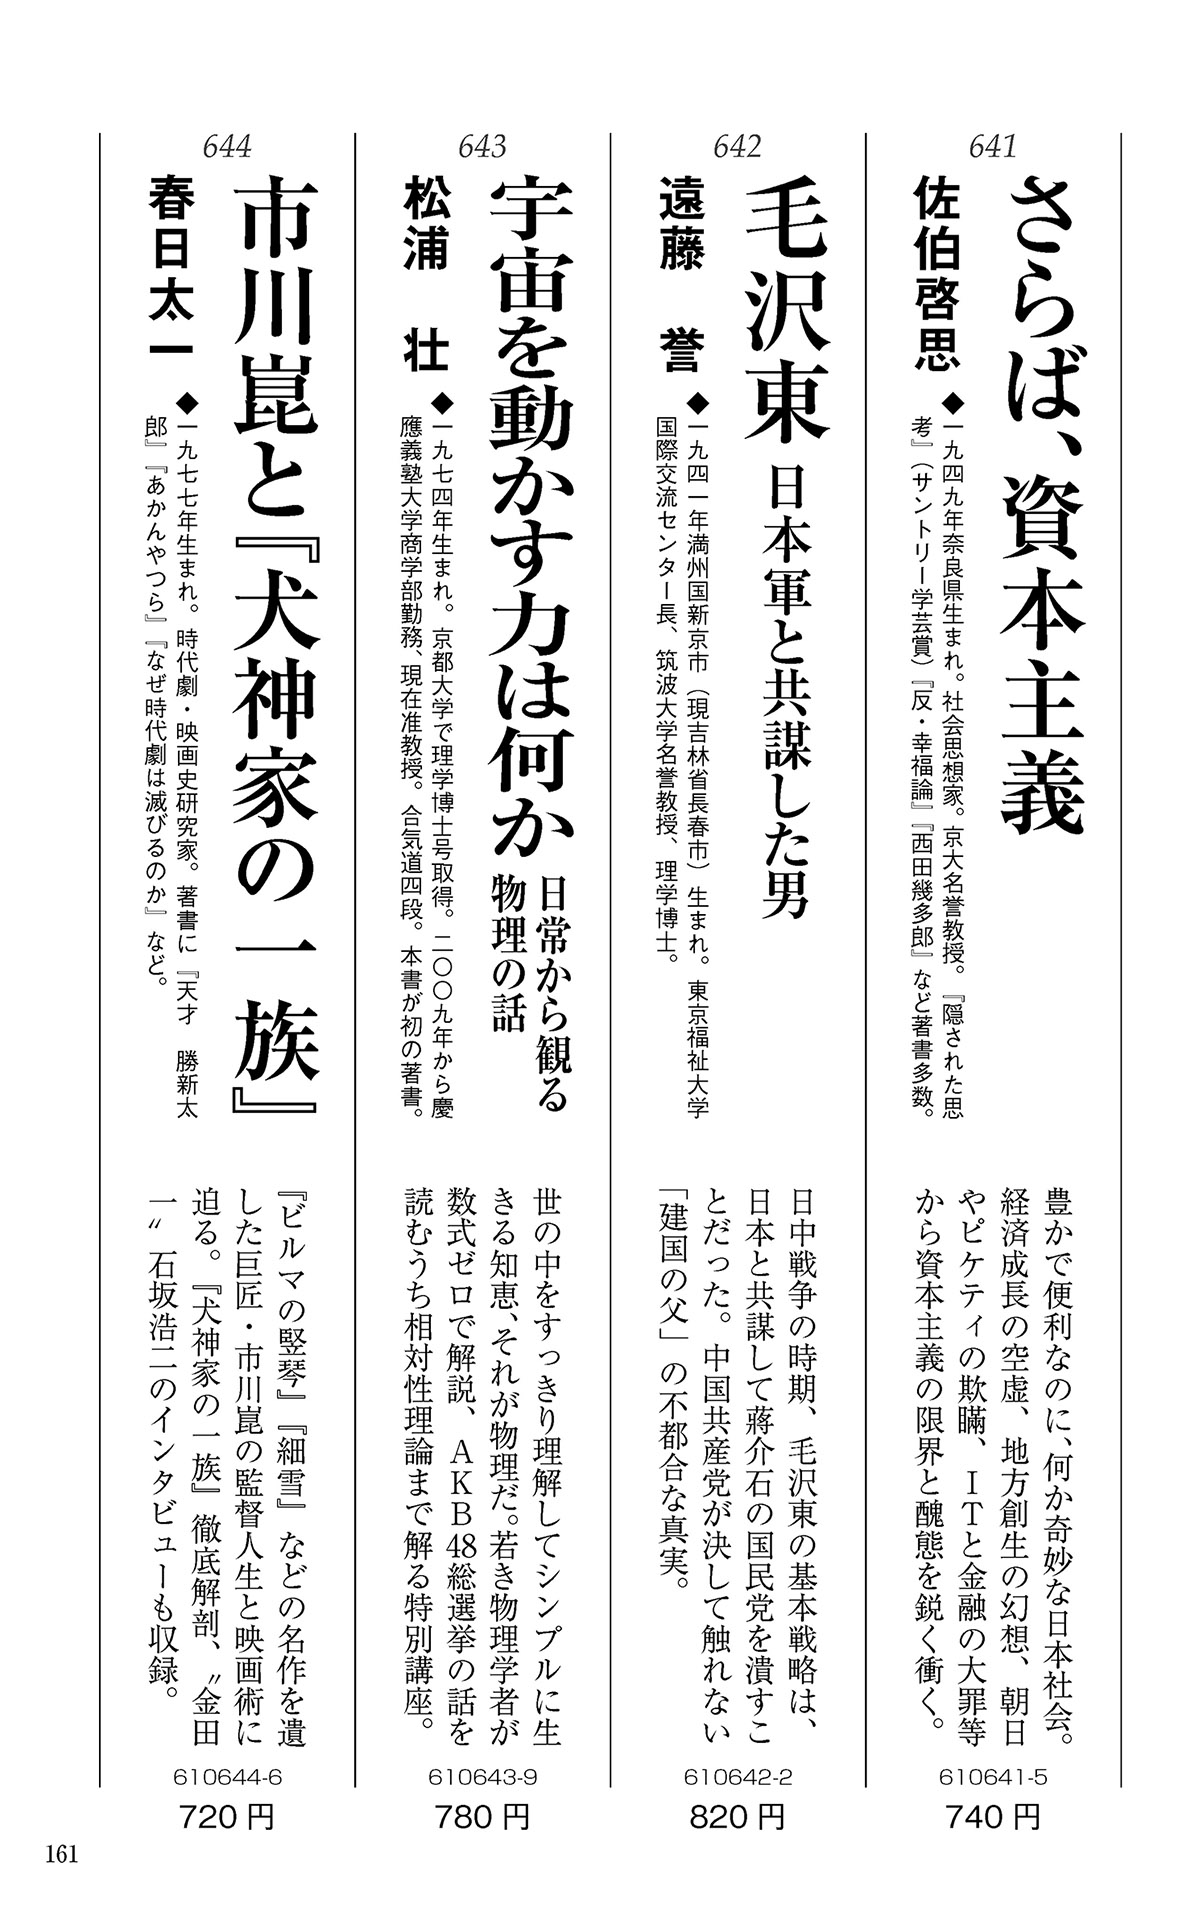 641
さらば、資本主義
佐伯啓思
◆一九四九年奈良県生まれ。社会思想家。京大名誉教授。『隠された思
考』（サントリー学芸賞）『反・幸福論』『西田幾多郎』など著書多数。
豊かで便利なのに、何か奇妙な日本社会。
経済成長の空虚、地方創生の幻想、朝日
やピケティの欺瞞、ＩＴと金融の大罪等
から資本主義の限界と醜態を鋭く衝く。
610641-5
740円
642
毛沢東 日本軍と共謀した男
遠藤 誉
◆一九四一年満州国新京市（現吉林省長春市）生まれ。東京福祉大学
国際交流センター長、筑波大学名誉教授、理学博士。
日中戦争の時期、毛沢東の基本戦略は、
日本と共謀して蔣介石の国民党を潰すこ
とだった。中国共産党が決して触れない
「建国の父」の不都合な真実。
610642-2
820円
643
宇宙を動かす力は何か
日常から観る
物理の話
松浦 壮
◆一九七四年生まれ。京都大学で理学博士号取得。二〇〇九年から慶
應義塾大学商学部勤務、現在准教授。合気道四段。本書が初の著書。
世の中をすっきり理解してシンプルに生
きる知恵、それが物理だ。若き物理学者が
数式ゼロで解説、ＡＫＢ48総選挙の話を
読むうち相対性理論まで解る特別講座。
610643-9
780円
644
市川崑と『犬神家の一族』
春日太一
◆一九七七年生まれ。時代劇・映画史研究家。著書に『天才 勝新太
郎』『あかんやつら』『なぜ時代劇は滅びるのか』など。
『ビルマの竪琴』『細雪』などの名作を遺
した巨匠・市川崑の監督人生と映画術に
迫る。『犬神家の一族』徹底解剖、〝金田
一〟石坂浩二のインタビューも収録。
610644-6
720円
161